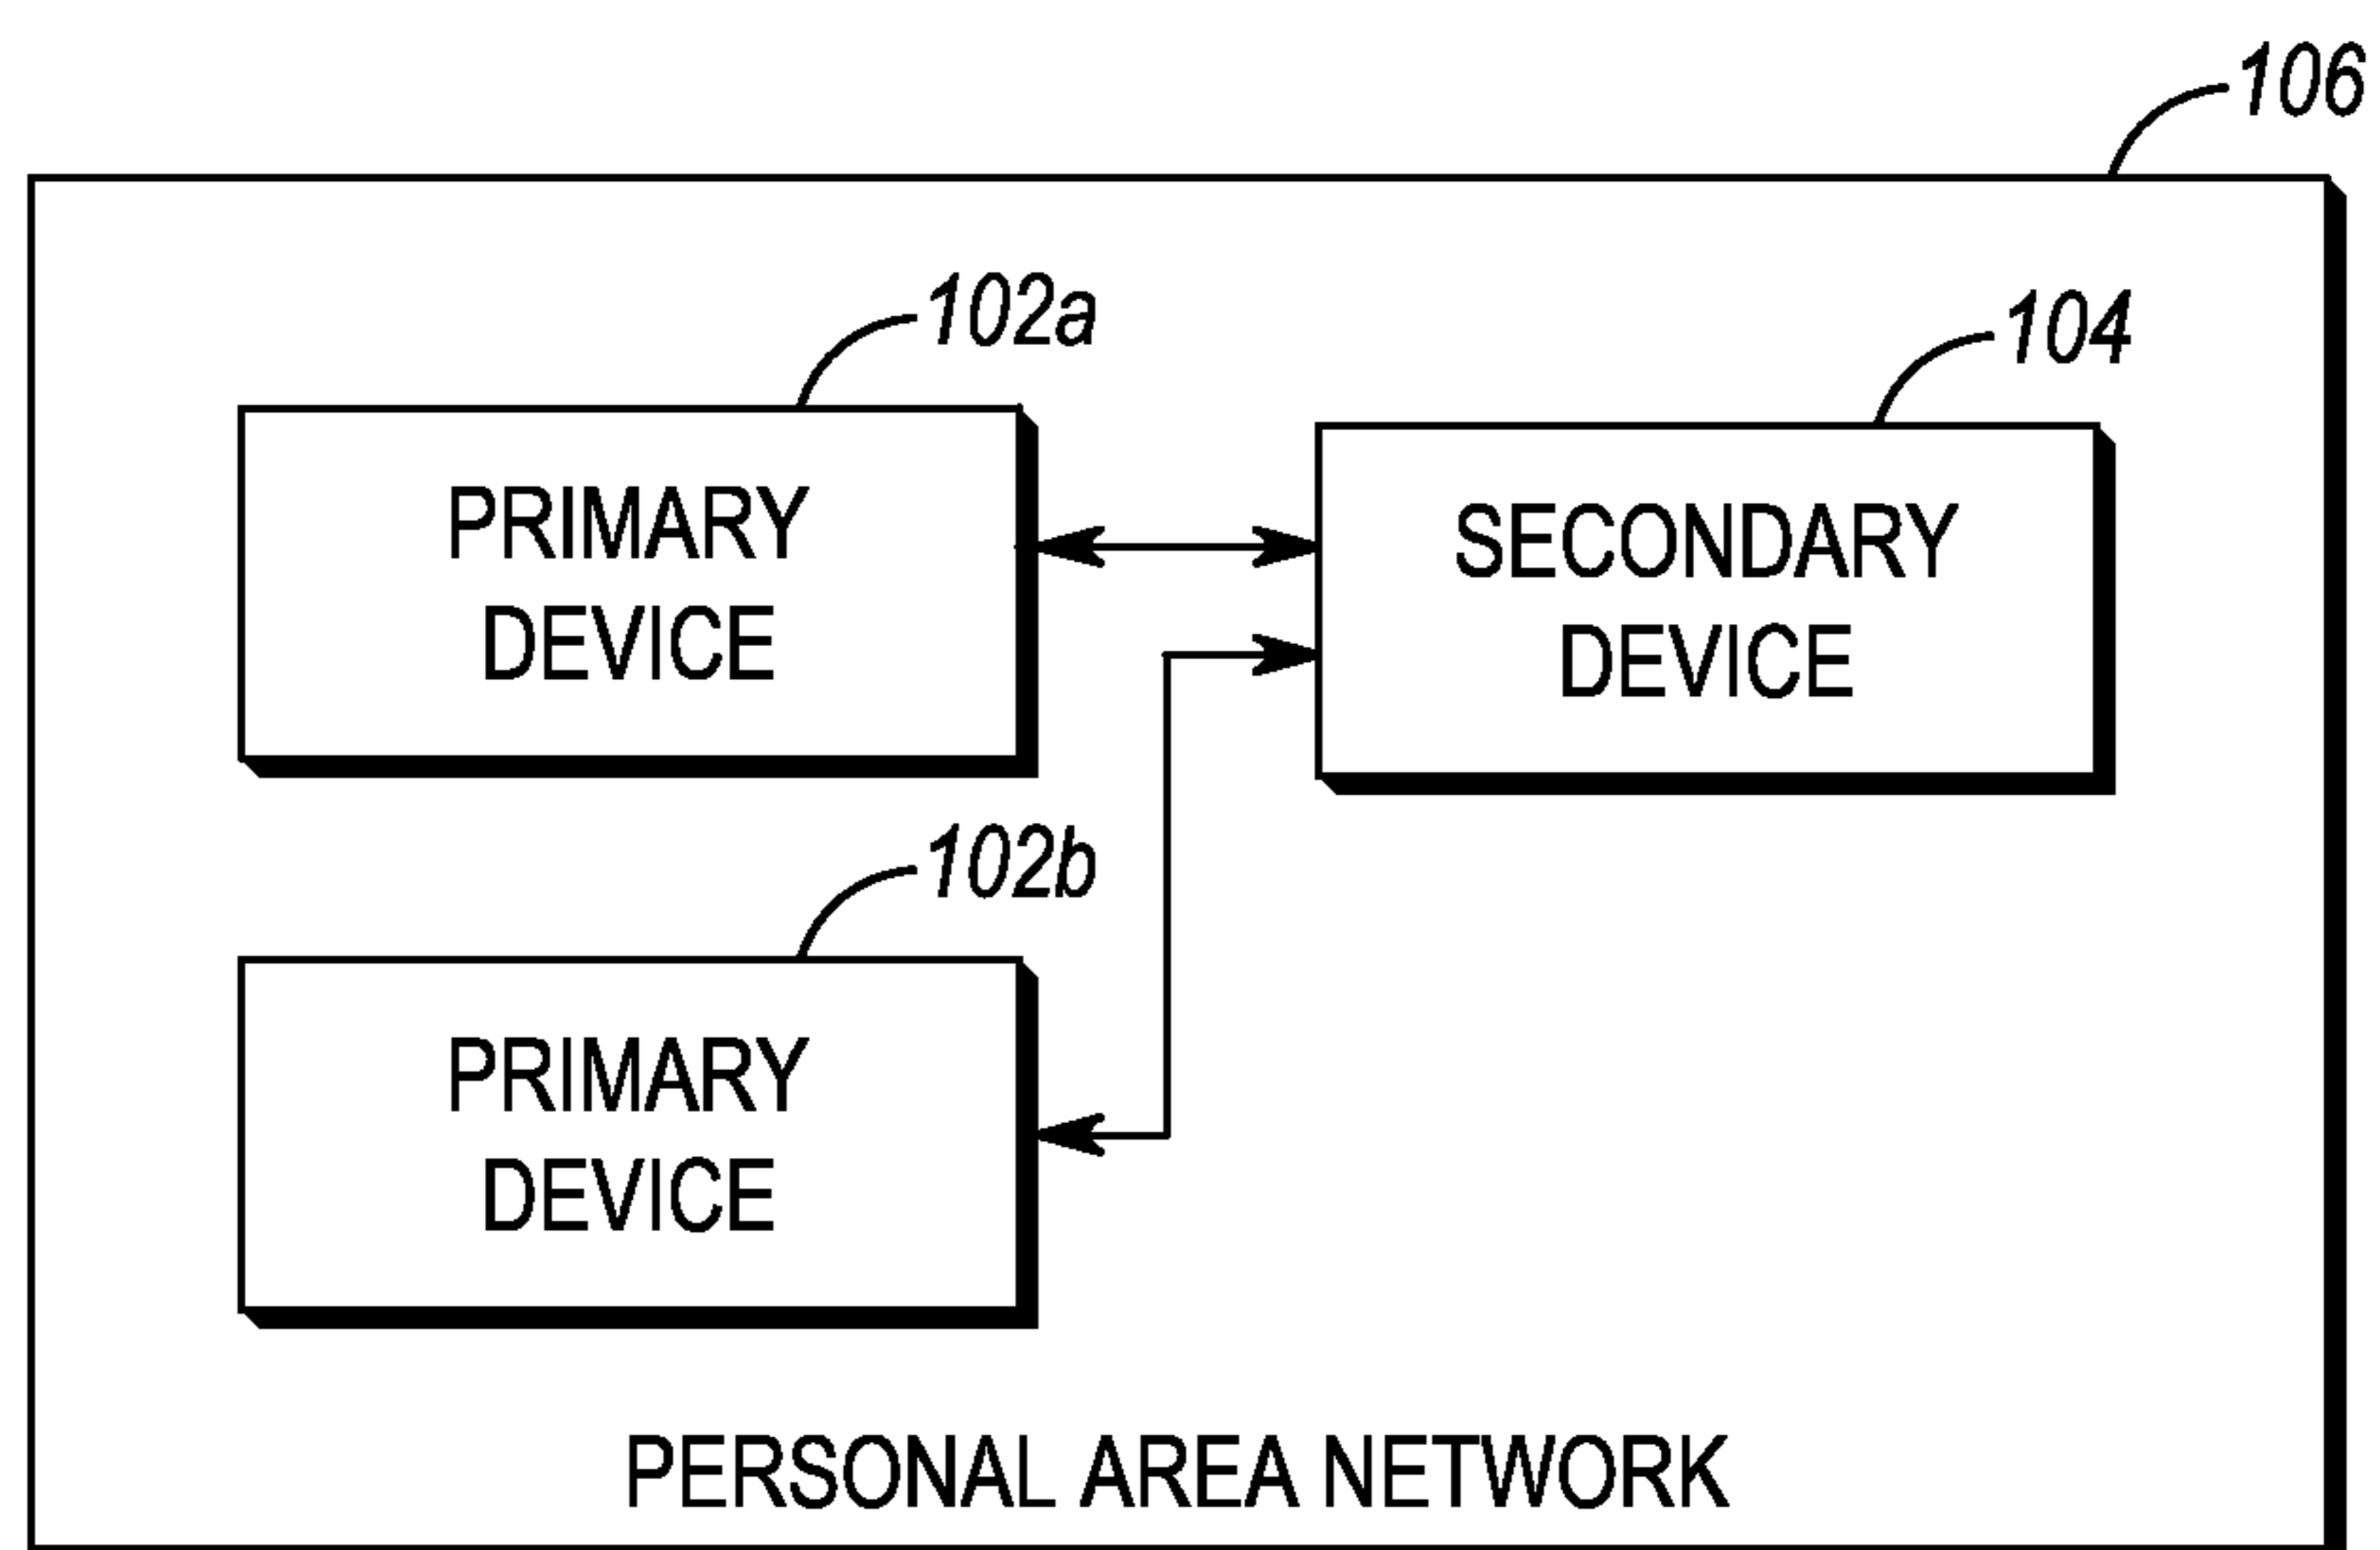 106
102a
104
PRIMARY
DEVICE
SECONDARY
DEVICE
102b
PRIMARY
DEVICE
PERSONAL AREA NETWORK